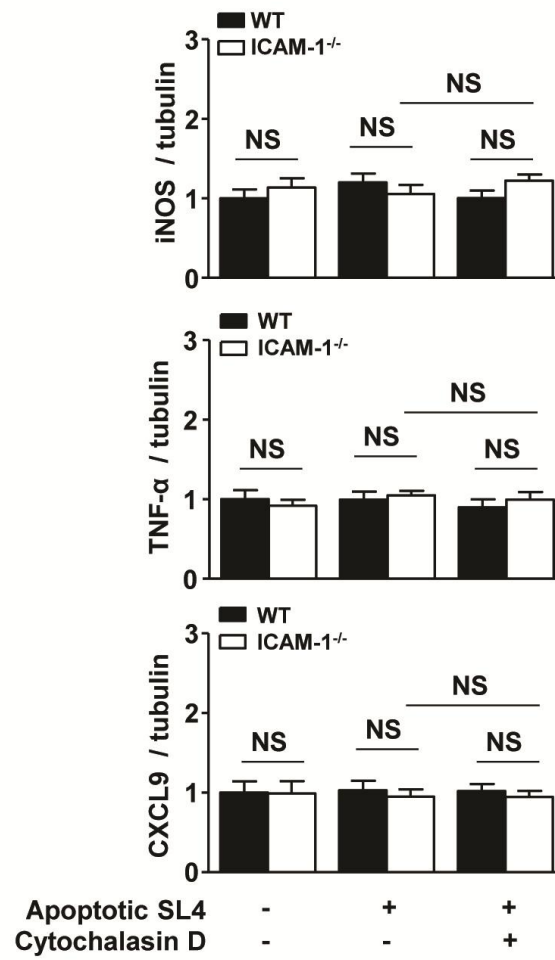 WT
ICAM-1-/-
3
2
1
0
iNOS / tubulin
NS
NS
NS
NS
WT
ICAM-1-/-
3
2
1
0
TNF-α / tubulin
NS
NS
NS
NS
WT
ICAM-1-/-
3
2
1
0
CXCL9 / tubulin
NS
NS
NS
NS
Apoptotic SL4 - + +
Cytochalasin D - - +